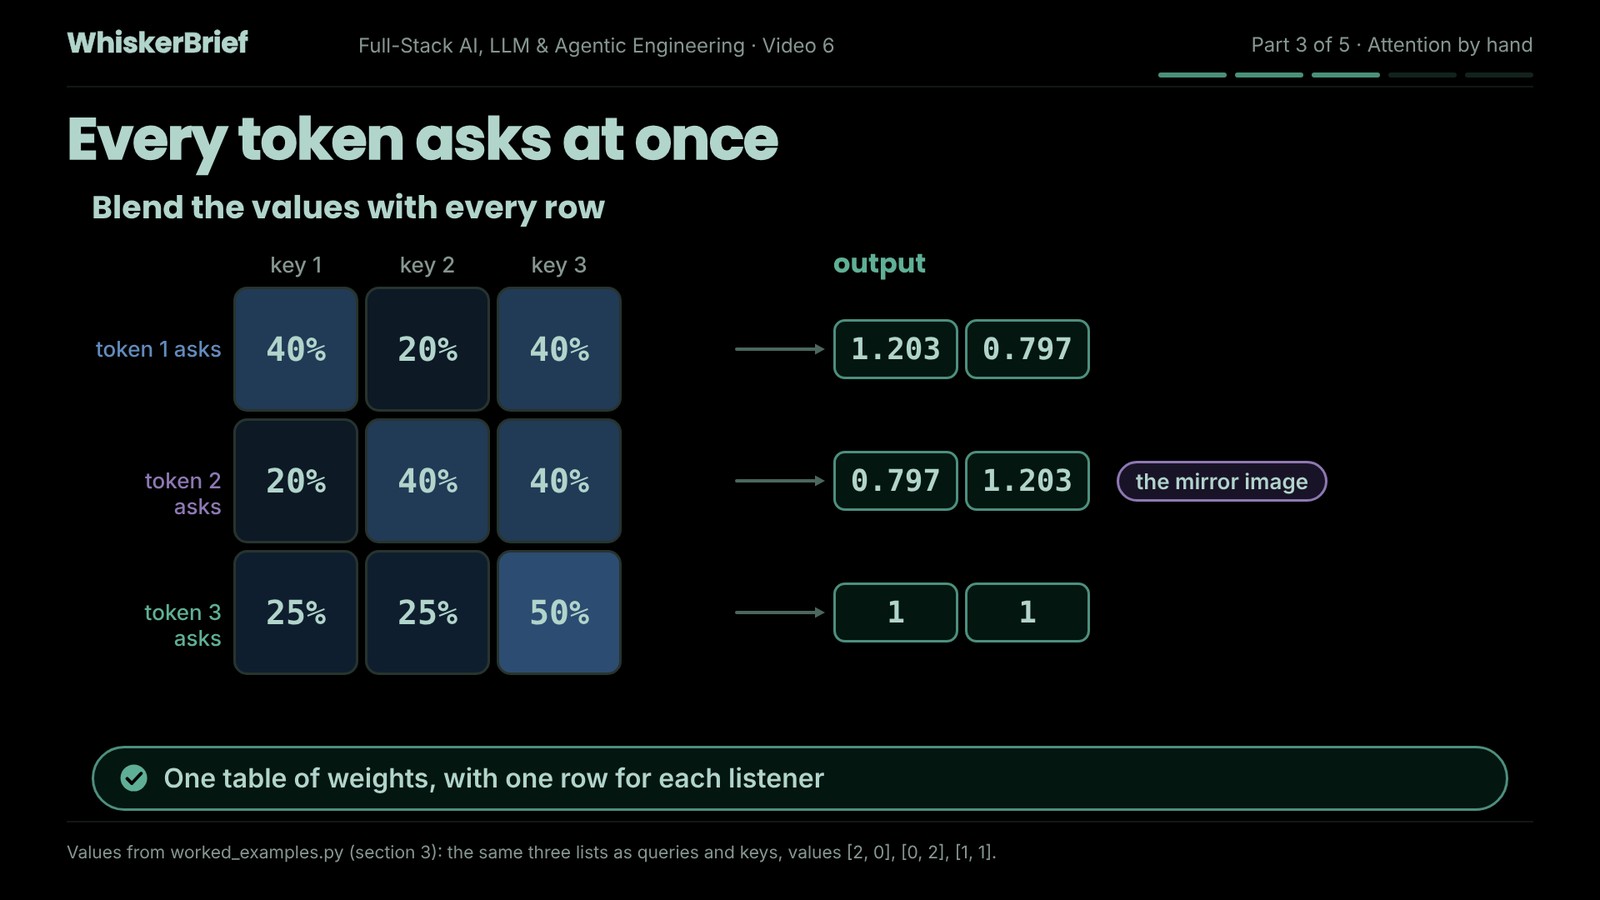 WhiskerBrief
Full-Stack AI, LLM & Agentic Engineering · Video 6
Part 3 of 5 · Attention by hand
Every token asks at once
Blend the values with every row
key 1 key 2 key 3
output
token 1 asks 40% 20% 40% 1.203 0.797
token 2
asks
20% 40% 40% 0.797 1.203 the mirror image
token 3
asks
25% 25% 50% 1 1
One table of weights, with one row for each listener
Values from worked_examples.py (section 3): the same three lists as queries and keys, values [2, 0], [0, 2], [1, 1].